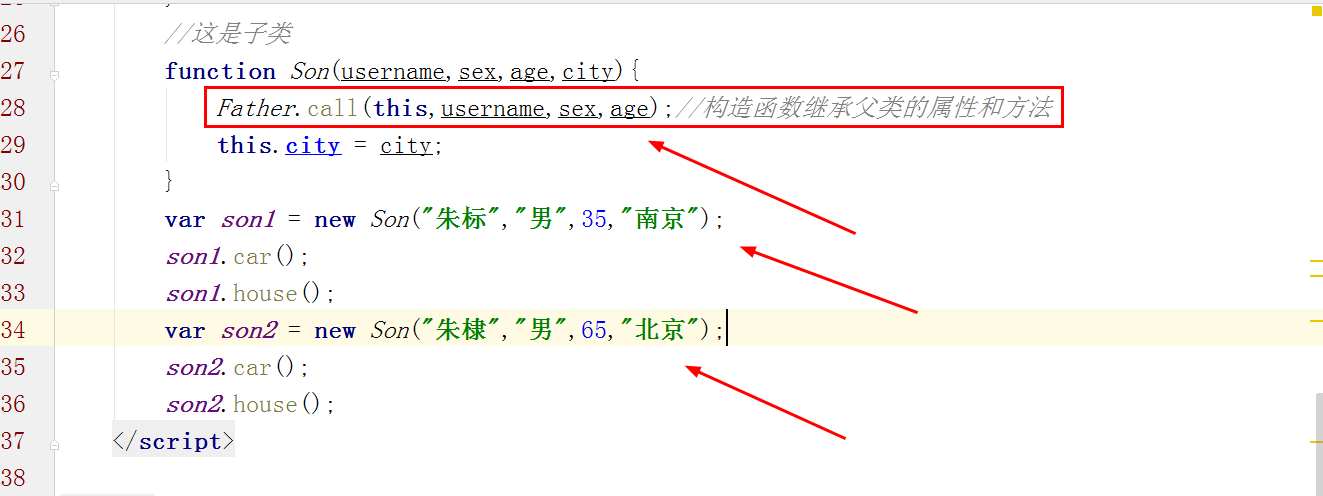 26 //这是子类
27 function Son(username,sex,age,city){
28 Father.call(this,username,sex,age);//构造函数继承父类的属性和方法
29 this.city = city;
30 }
31 var son1 = new Son("朱标","男",35,"南京");
32 son1.car();
33 son1.house();
34 var son2 = new Son("朱棣","男",65,"北京");
35 son2.car();
36 son2.house();
37 </script>
38